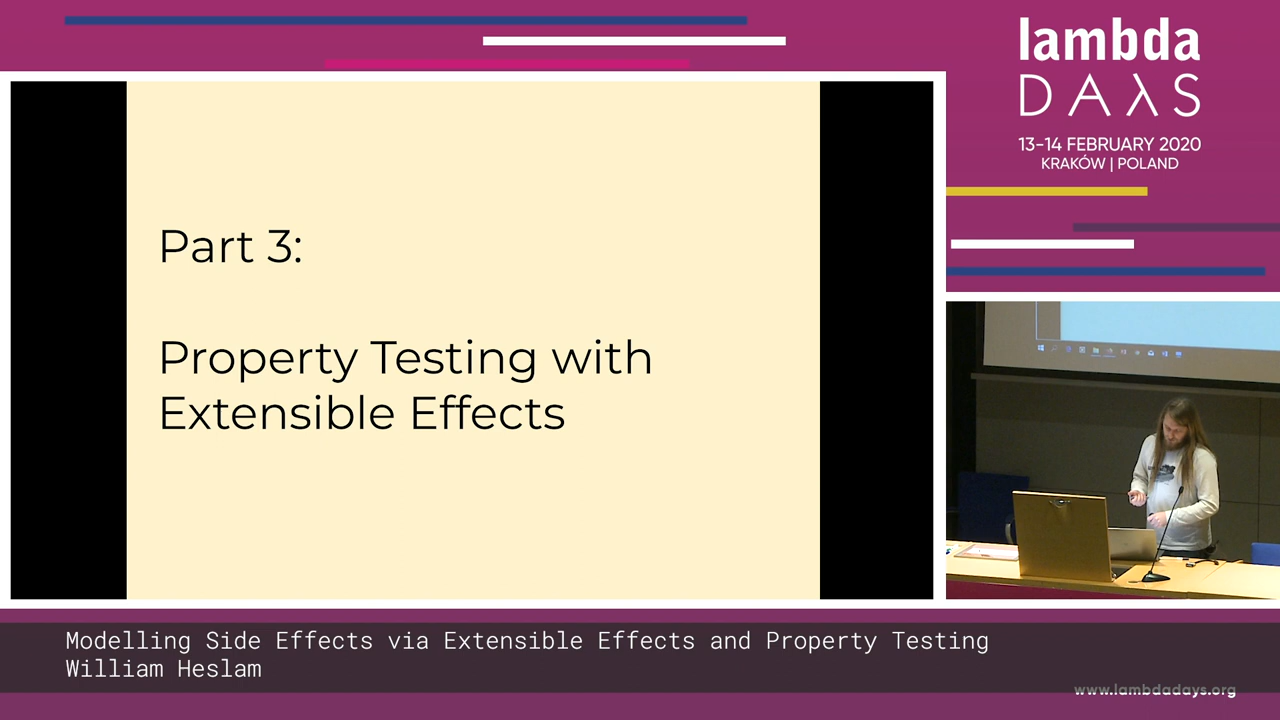 lambda
DAλS
13-14 FEBRUARY 2020
KRAKÓW | POLAND
Part 3:
Property Testing with
Extensible Effects
Modelling Side Effects via Extensible Effects and Property Testing
William Heslam
www.lambdadays.org